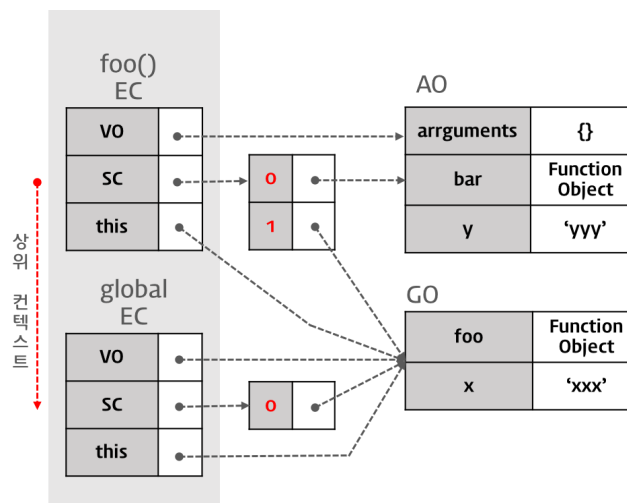 foo()
EC
VO
SC
this
0
1
AO
arrguments
{}
bar
Function
Object
y
‘yyy’
상위 컨텍스트
global
EC
VO
SC
this
0
GO
foo
Function
Object
x
‘xxx’